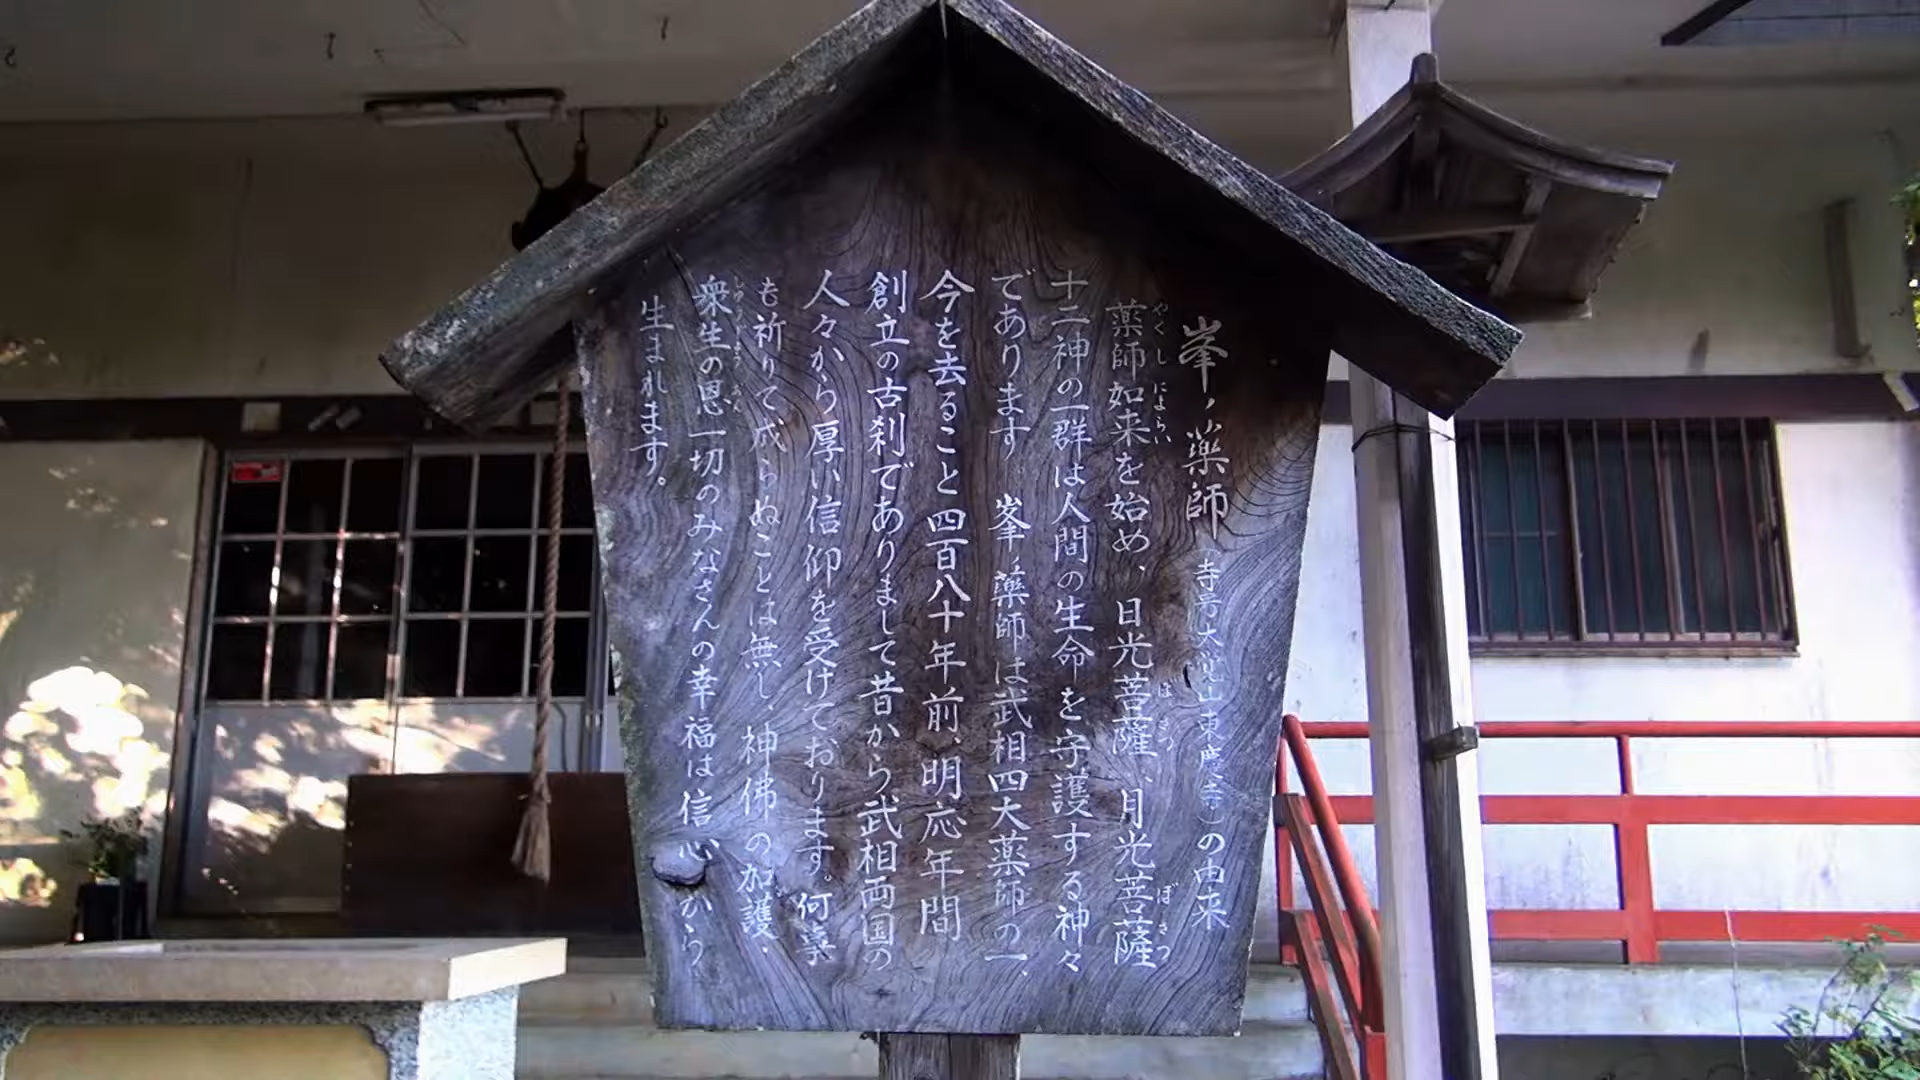 峯ノ薬師（寺号大覚山東慶寺）の由来
薬師如来を始め、日光菩薩、月光菩薩
十二神の一群は人間の生命を守護する神々
であります 峯ノ薬師は武相四大薬師の一、
今を去ること四百八十年前、明応年間
創立の古刹でありまして昔から武相両国の
人々から厚い信仰を受けております。何事
も祈りて成らぬことは無し、神佛の加護、
衆生の恩一切のみなさんの幸福は信心から
生まれます。